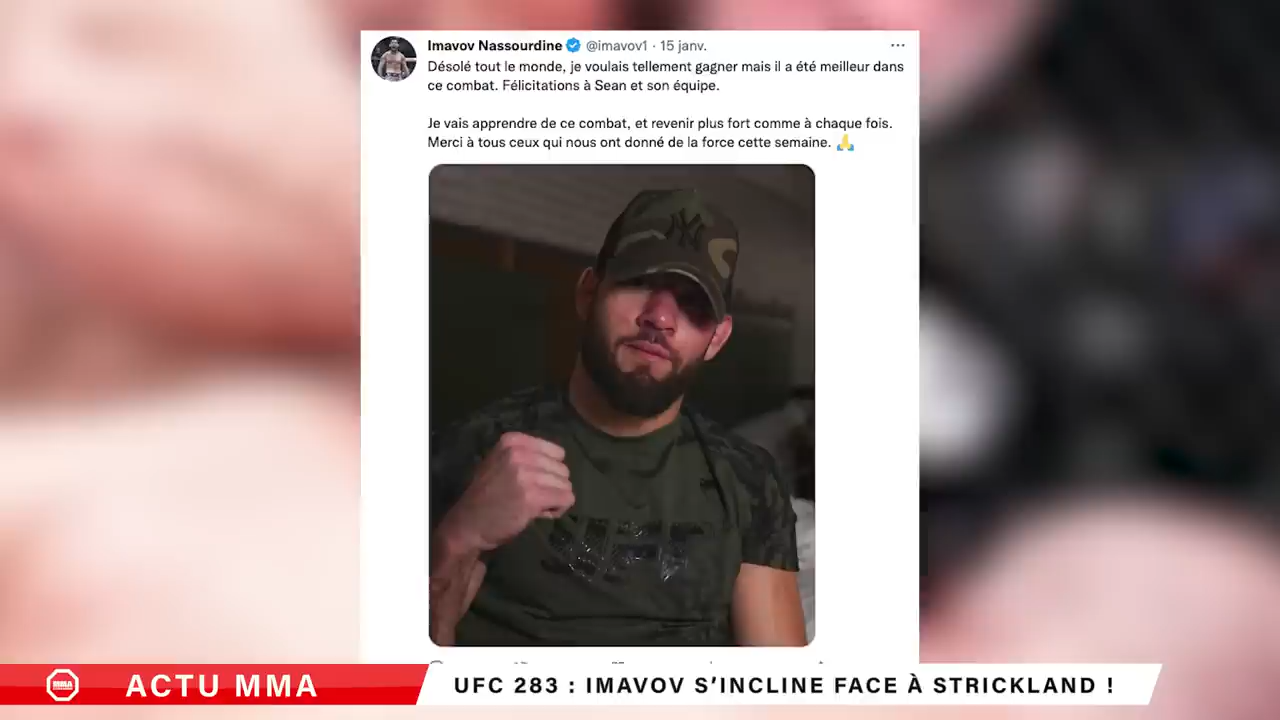 Imavov Nassourdine @imavov1 · 15 janv.
Désolé tout le monde, je voulais tellement gagner mais il a été meilleur dans
ce combat. Félicitations à Sean et son équipe.
Je vais apprendre de ce combat, et revenir plus fort comme à chaque fois.
Merci à tous ceux qui nous ont donné de la force cette semaine. 🙏
NY
UFC
MMA
ACTU MMA
UFC 283 : IMAVOV S’INCLINE FACE À STRICKLAND !